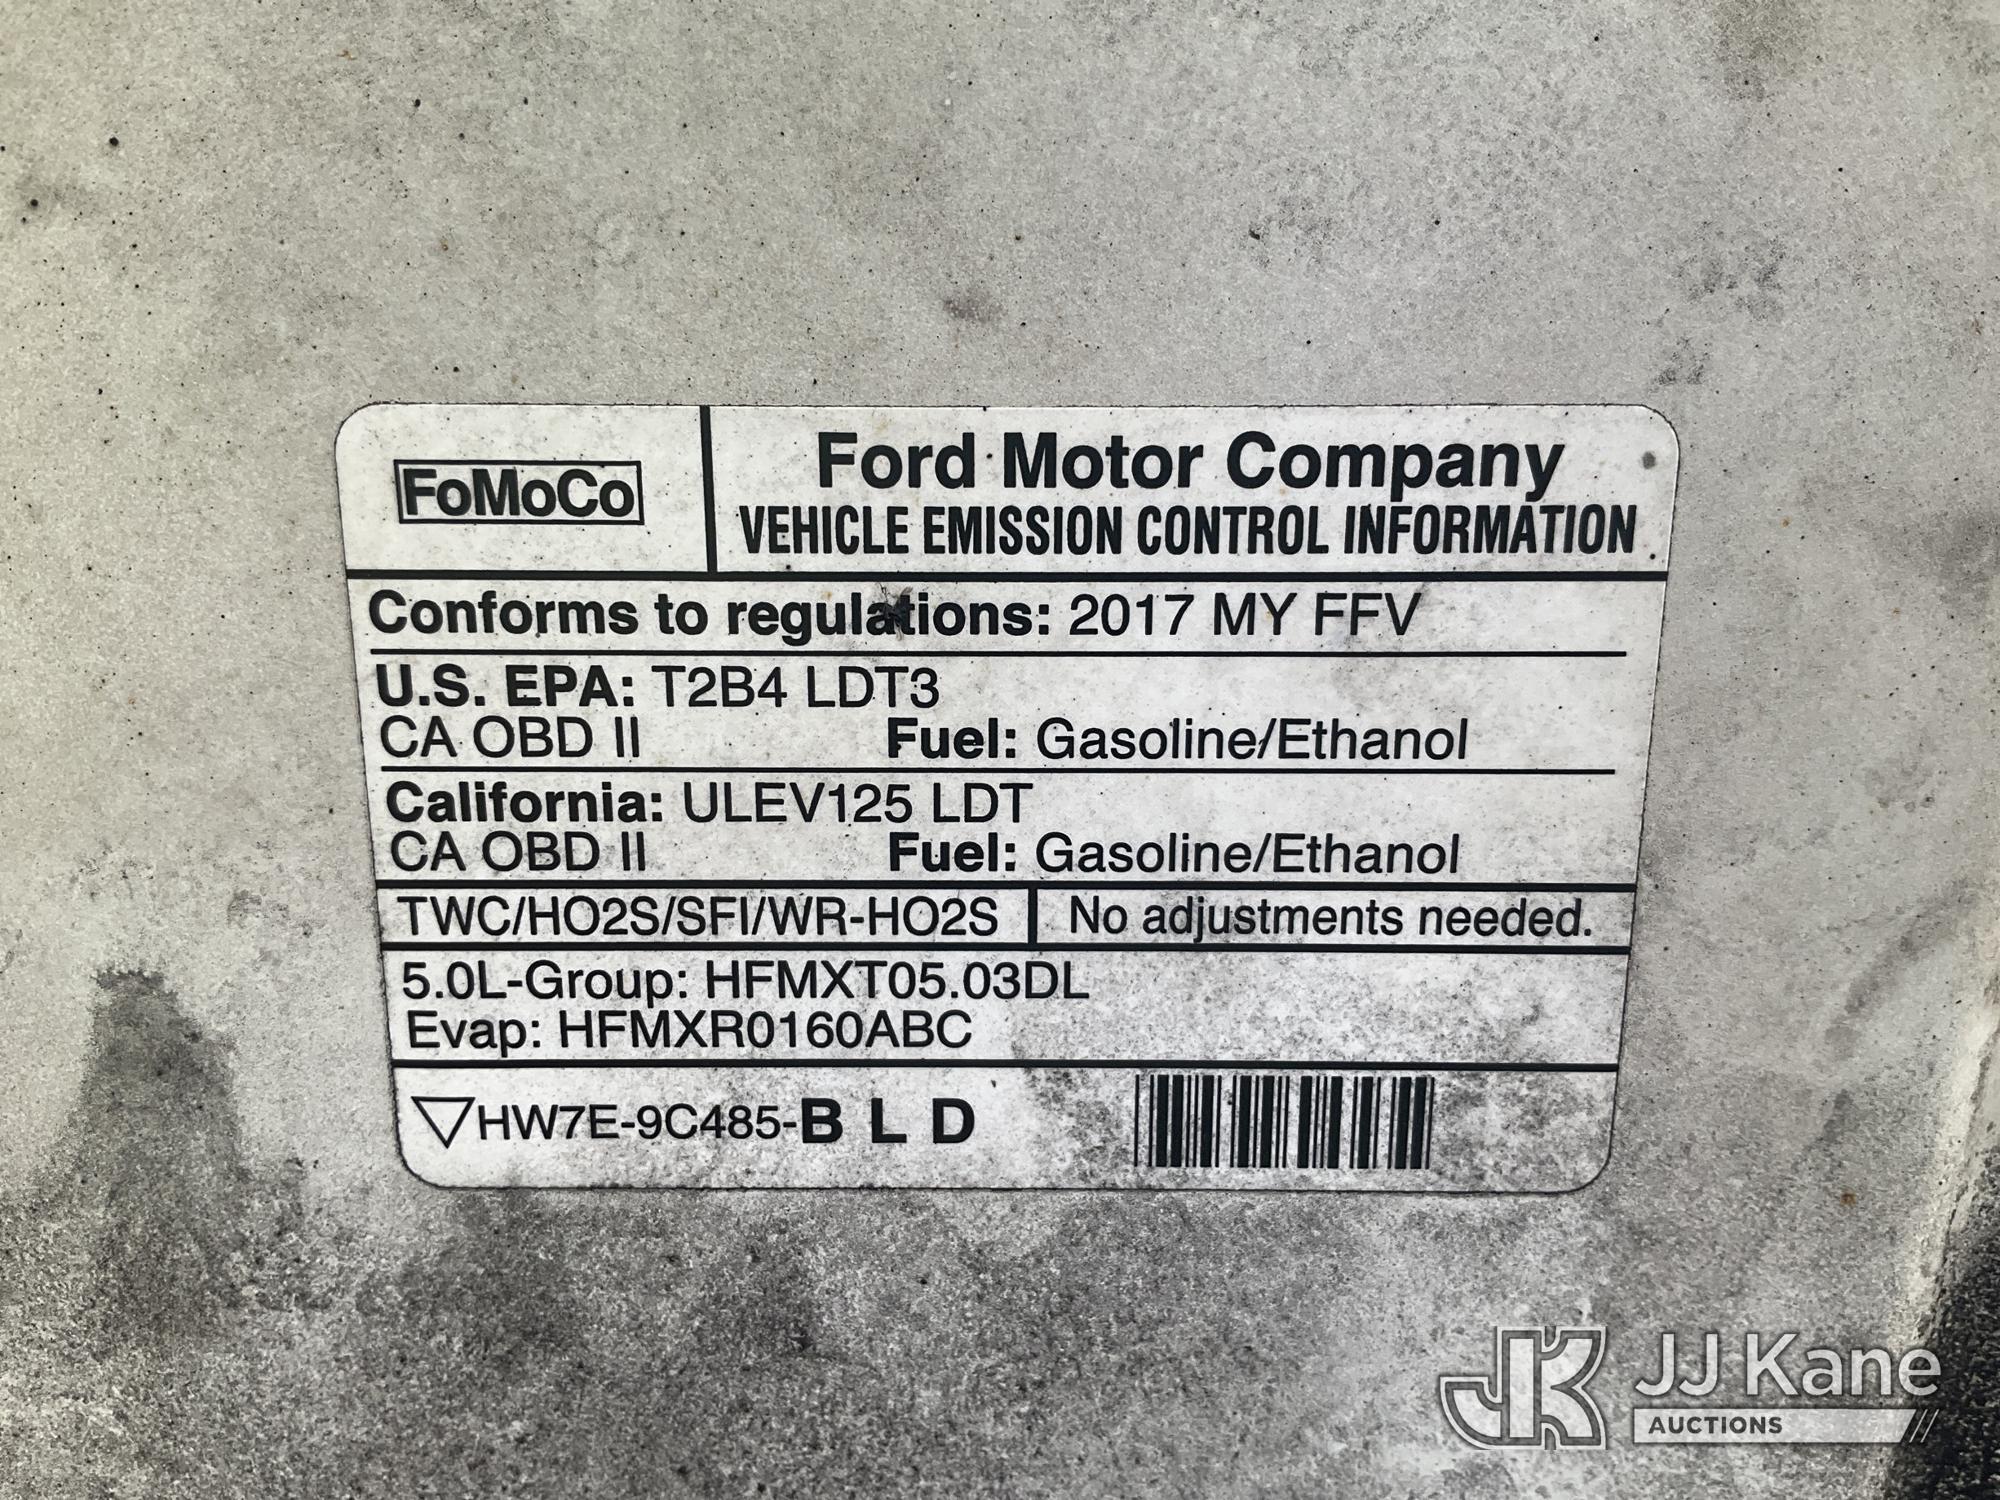 FoMoCo
Ford Motor Company
VEHICLE EMISSION CONTROL INFORMATION
Conforms to regulations: 2017 MY FFV
U.S. EPA: T2B4 LDT3
CA OBD II Fuel: Gasoline/Ethanol
California: ULEV125 LDT
CA OBD II Fuel: Gasoline/Ethanol
TWC/HO2S/SFI/WR-HO2S No adjustments needed.
5.0L-Group: HFMXT05.03DL
Evap: HFMXR0160ABC
HW7E-9C485-B L D
JK JJ Kane
AUCTIONS